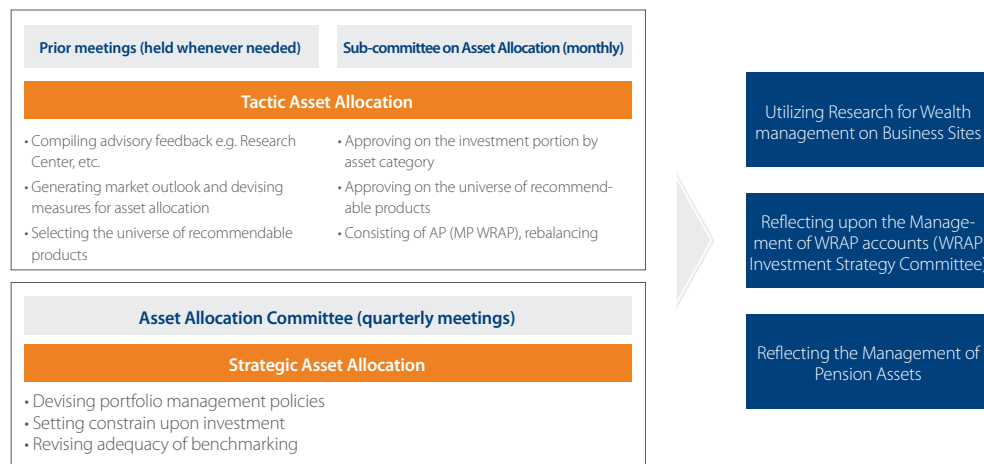 Prior meetings (held whenever needed)
Sub-committee on Asset Allocation (monthly)
Tactic Asset Allocation
• Compiling advisory feedback e.g. Research
Center, etc.
• Generating market outlook and devising
measures for asset allocation
• Selecting the universe of recommendable
products
• Approving on the investment portion by
asset category
• Approving on the universe of recommend-
able products
• Consisting of AP (MP WRAP), rebalancing
Asset Allocation Committee (quarterly meetings)
Strategic Asset Allocation
• Devising portfolio management policies
• Setting constrain upon investment
• Revising adequacy of benchmarking
Utilizing Research for Wealth
management on Business Sites
Reflecting upon the Manage-
ment of WRAP accounts (WRAP
Investment Strategy Committee)
Reflecting the Management of
Pension Assets